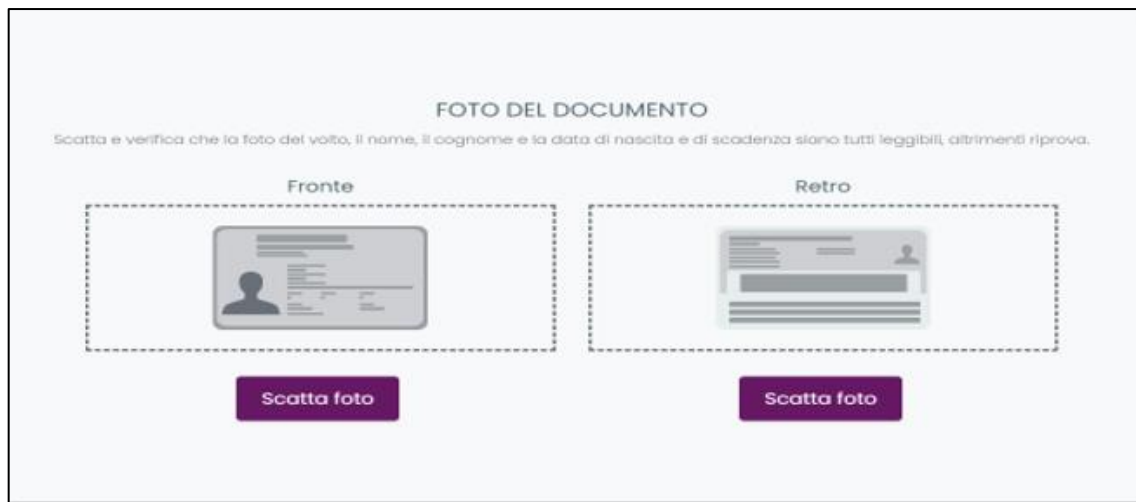 FOTO DEL DOCUMENTO
Scatta e verifica che la foto del volto, il nome, il cognome e la data di nascita e di scadenza siano tutti leggibili, altrimenti riprova.
Fronte
Retro
Scatta foto
Scatta foto